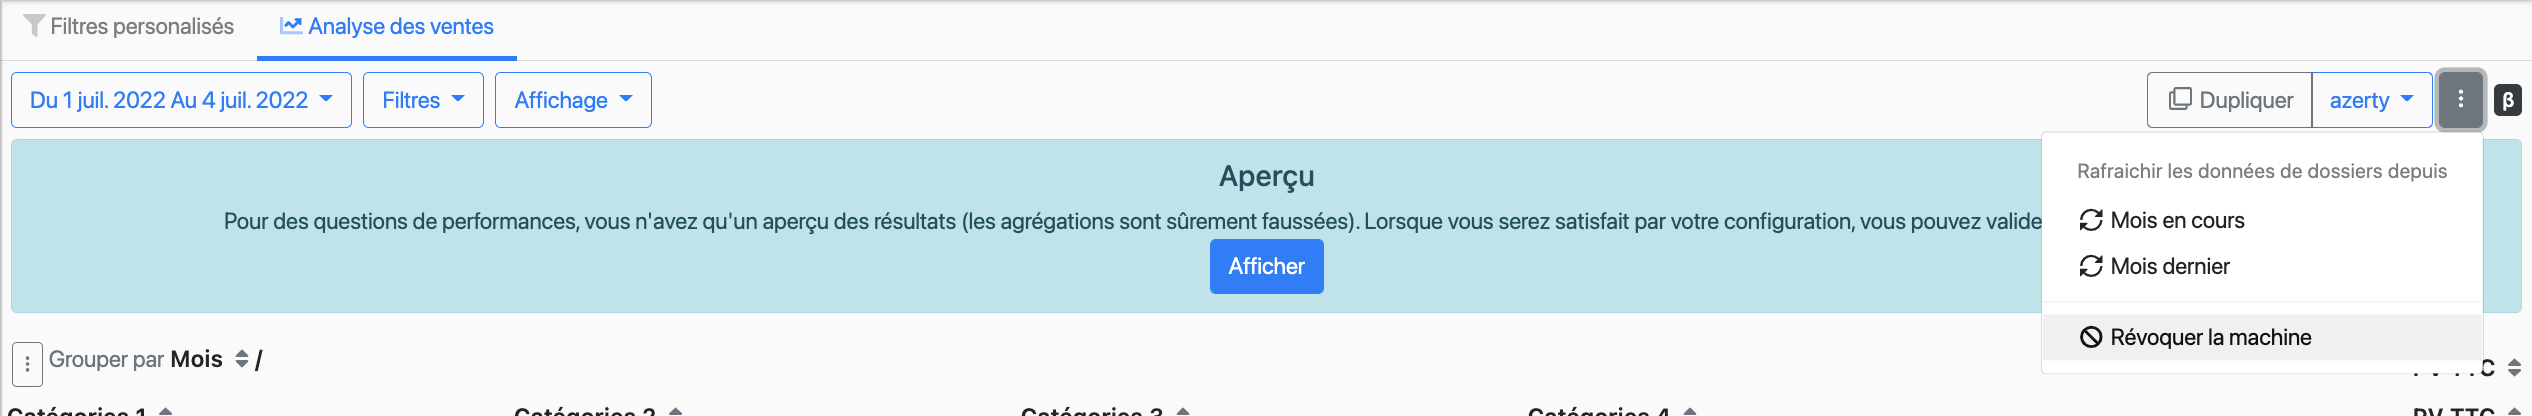 Filtres personalisés
Analyse des ventes
Du 1 juil. 2022 Au 4 juil. 2022
Filtres
Affichage
Dupliquer
azerty
β
Aperçu
Rafraichir les données de dossiers depuis
Pour des questions de performances, vous n'avez qu'un aperçu des résultats (les agrégations sont sûrement faussées). Lorsque vous serez satisfait par votre configuration, vous pouvez valide
Mois en cours
Afficher
Mois dernier
Révoquer la machine
Grouper par Mois /
Catégories 1
Catégories 2
Catégories 3
Catégories 4
PV TTC